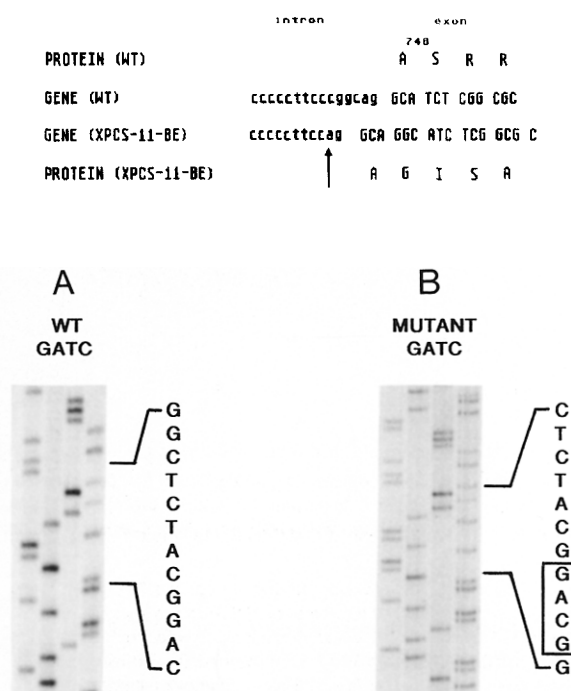 intron exon
748
PROTEIN (WT) A S R R
GENE (WT) cccccttcccggcag GCA TCT CGG CGC
GENE (XPCS-11-BE) cccccttccag GCA GGC ATC TCG GCG C
PROTEIN (XPCS-11-BE) A G I S A
A
WT
GATC
G
G
C
T
C
T
A
C
G
G
A
C
B
MUTANT
GATC
C
T
C
T
A
C
G
G
A
C
G
G